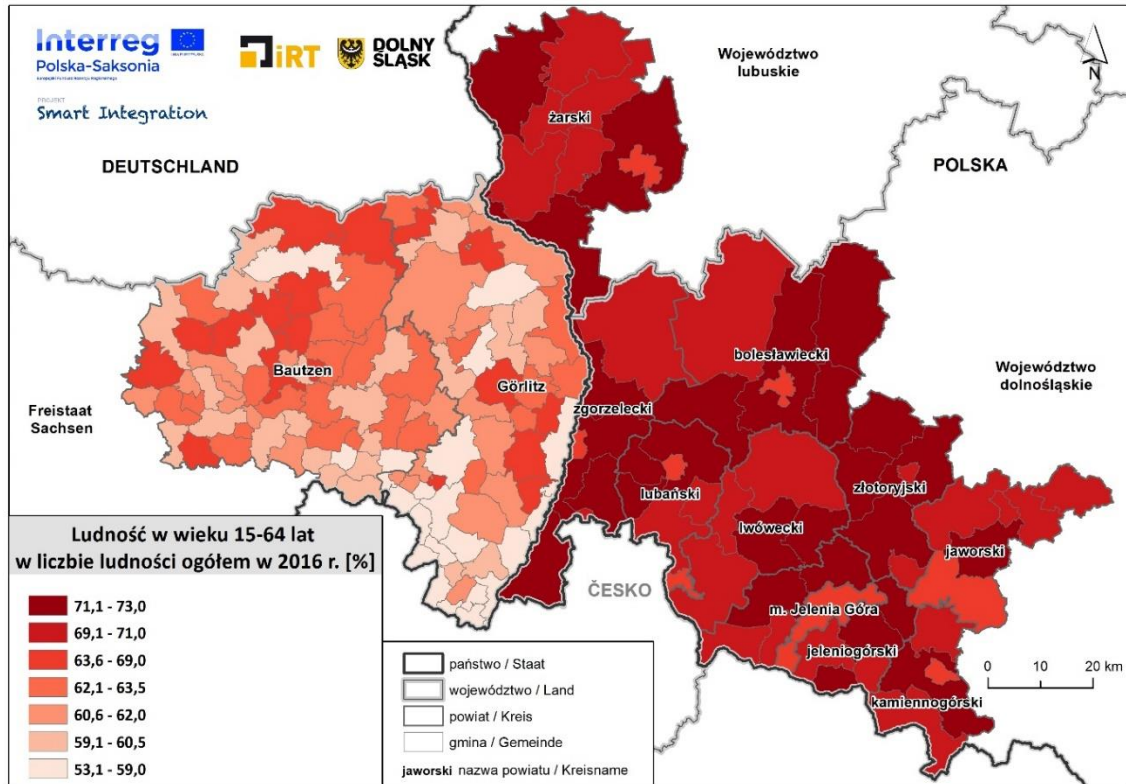 Interreg
Polska-Saksonia
PROJEKT
Smart Integration
iRT
DOLNY
ŚLĄSK
Województwo
lubuskie
N
DEUTSCHLAND
POLSKA
żarski
bolesławiecki
Województwo
dolnośląskie
Bautzen
Görlitz
Freistaat
Sachsen
zgorzelecki
lubański
złotoryjski
lwówecki
jaworski
ČESKO
m. Jelenia Góra
jeleniogórski
kamiennogórski
0 10 20 km
Ludność w wieku 15-64 lat
w liczbie ludności ogółem w 2016 r. [%]
71,1 - 73,0
69,1 - 71,0
63,6 - 69,0
62,1 - 63,5
60,6 - 62,0
59,1 - 60,5
53,1 - 59,0
państwo / Staat
województwo / Land
powiat / Kreis
gmina / Gemeinde
jaworski nazwa powiatu / Kreisname